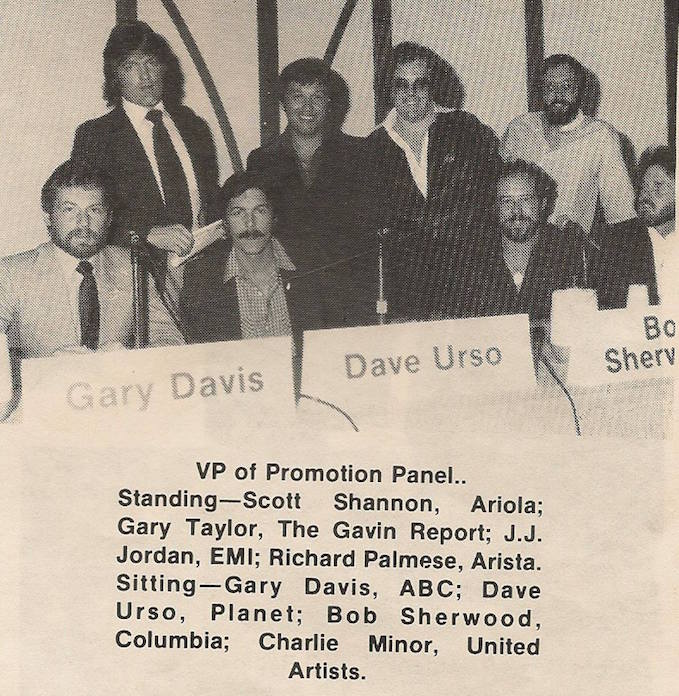 Gary Davis
Dave Urso
Bo
Sherw
VP of Promotion Panel..
Standing—Scott Shannon, Ariola;
Gary Taylor, The Gavin Report; J.J.
Jordan, EMI; Richard Palmese, Arista.
Sitting—Gary Davis, ABC; Dave
Urso, Planet; Bob Sherwood,
Columbia; Charlie Minor, United
Artists.